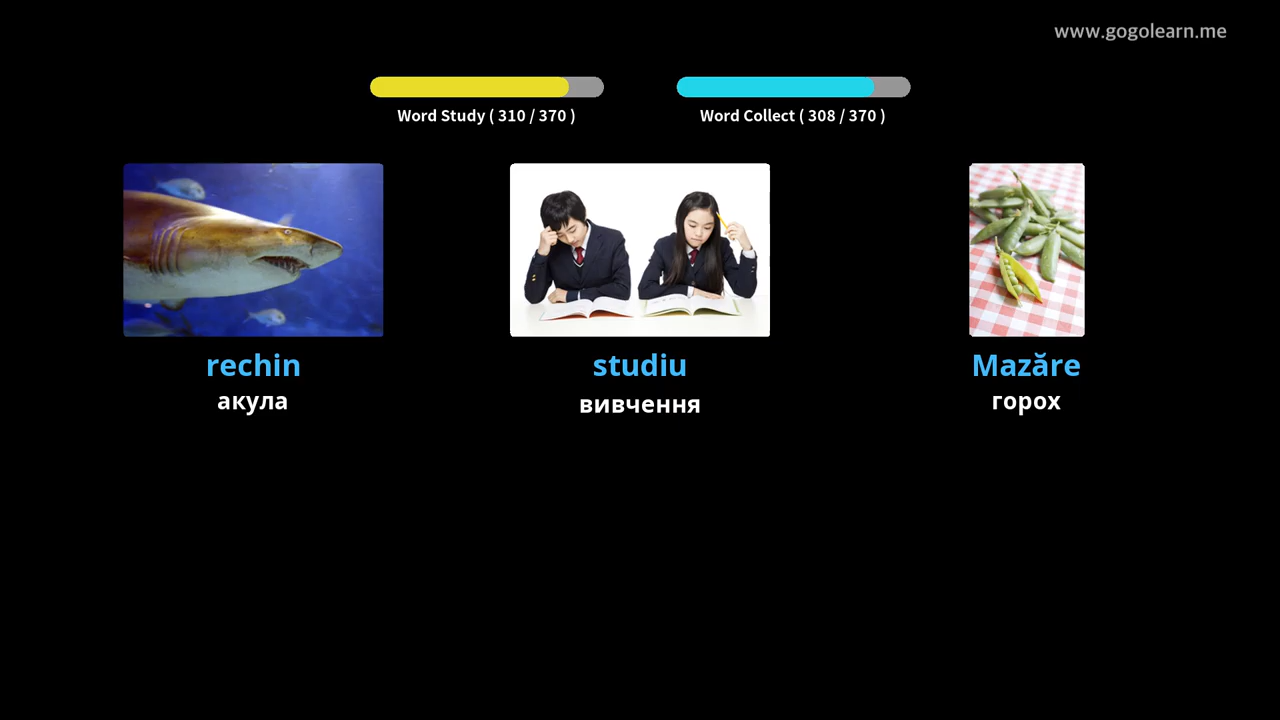 www.gogolearn.me
Word Study ( 310 / 370 )
Word Collect ( 308 / 370 )
rechin
акула
studiu
вивчення
Mazăre
горох